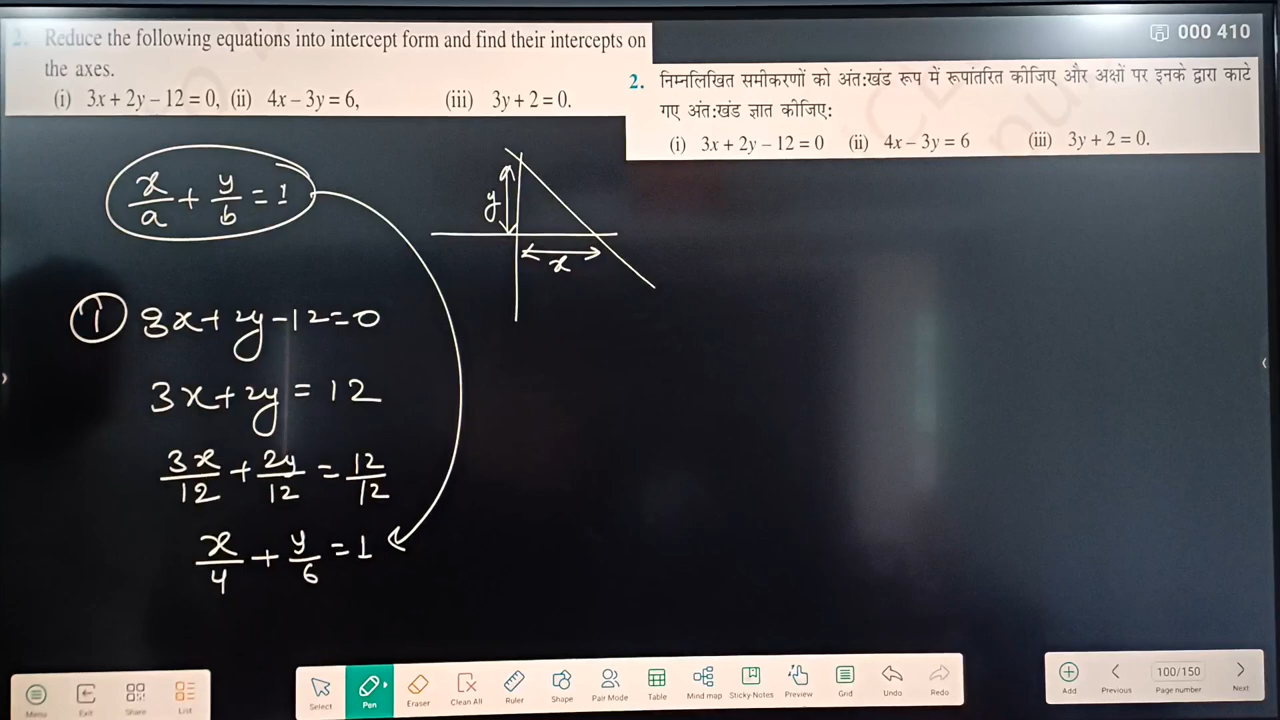 2. Reduce the following equations into intercept form and find their intercepts on
the axes.
(i) 3x + 2y – 12 = 0, (ii) 4x – 3y = 6, (iii) 3y + 2 = 0.
000 410
2. निम्नलिखित समीकरणों को अंत:खंड रूप में रूपांतरित कीजिए और अक्षों पर इनके द्वारा काटे
गए अंत:खंड ज्ञात कीजिए:
(i) 3x + 2y – 12 = 0 (ii) 4x – 3y = 6 (iii) 3y + 2 = 0.
x/a + y/b = 1
y
x
① 3x + 2y - 12 = 0
3x + 2y = 12
3x/12 + 2y/12 = 12/12
x/4 + y/6 = 1
Menu Exit Share List
Select Pen Eraser Clean All Ruler Shape Pair Mode Table Mind map Sticky Notes Preview Grid Undo Redo
100/150
Add Previous Page number Next